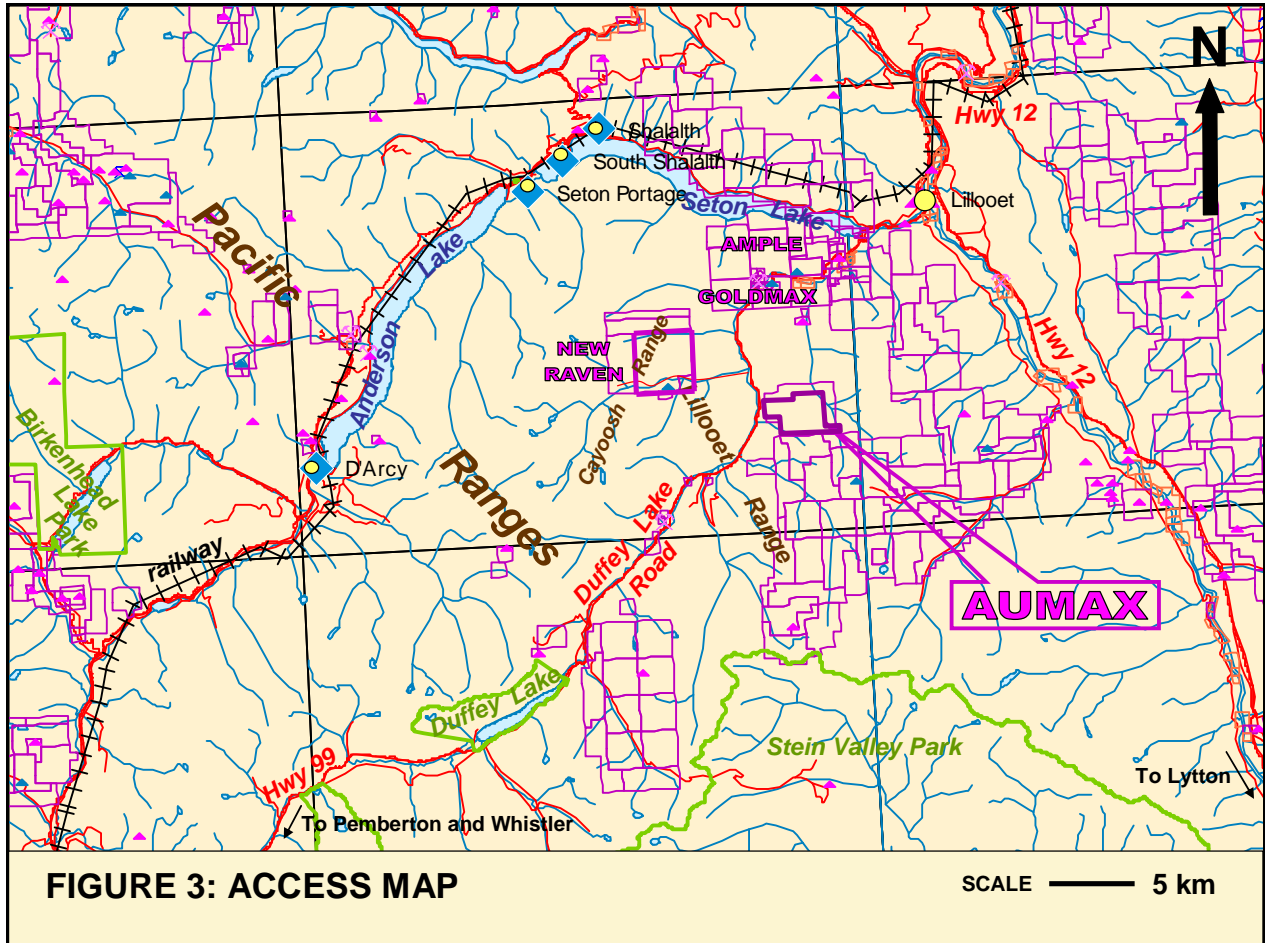 N
Hwy 12
Shalalth
South Shalalth
Seton Portage
Lillooet
Seton Lake
Pacific
AMPLE
Anderson Lake
GOLDMAX
Hwy 12
NEW
RAVEN
Cayoosh Range
Lillooet Range
Birkenhead
Lake
Park
D'Arcy
Ranges
railway
Duffey Lake
Road
AUMAX
Duffey Lake
Stein Valley Park
To Lytton
Hwy 99
To Pemberton and Whistler
FIGURE 3: ACCESS MAP
SCALE 5 km